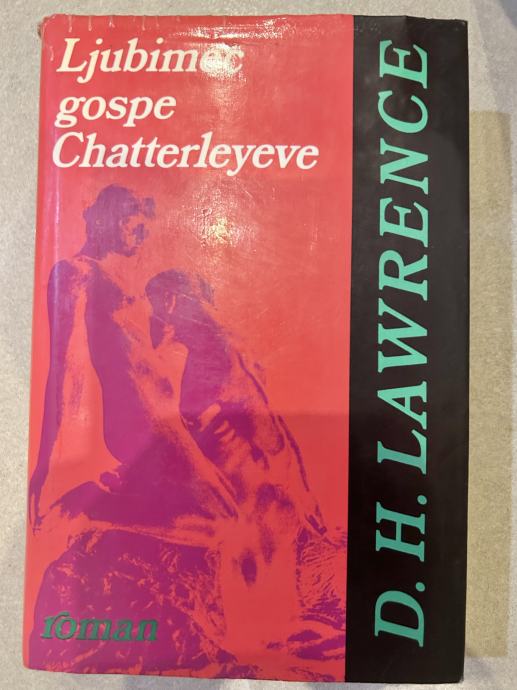 Ljubimec
gospe
Chatterleyeve
D. H. LAWRENCE
roman